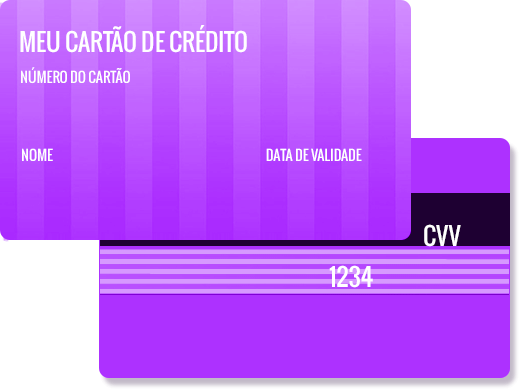 MEU CARTÃO DE CRÉDITO
NÚMERO DO CARTÃO
NOME
DATA DE VALIDADE
CVV
1234